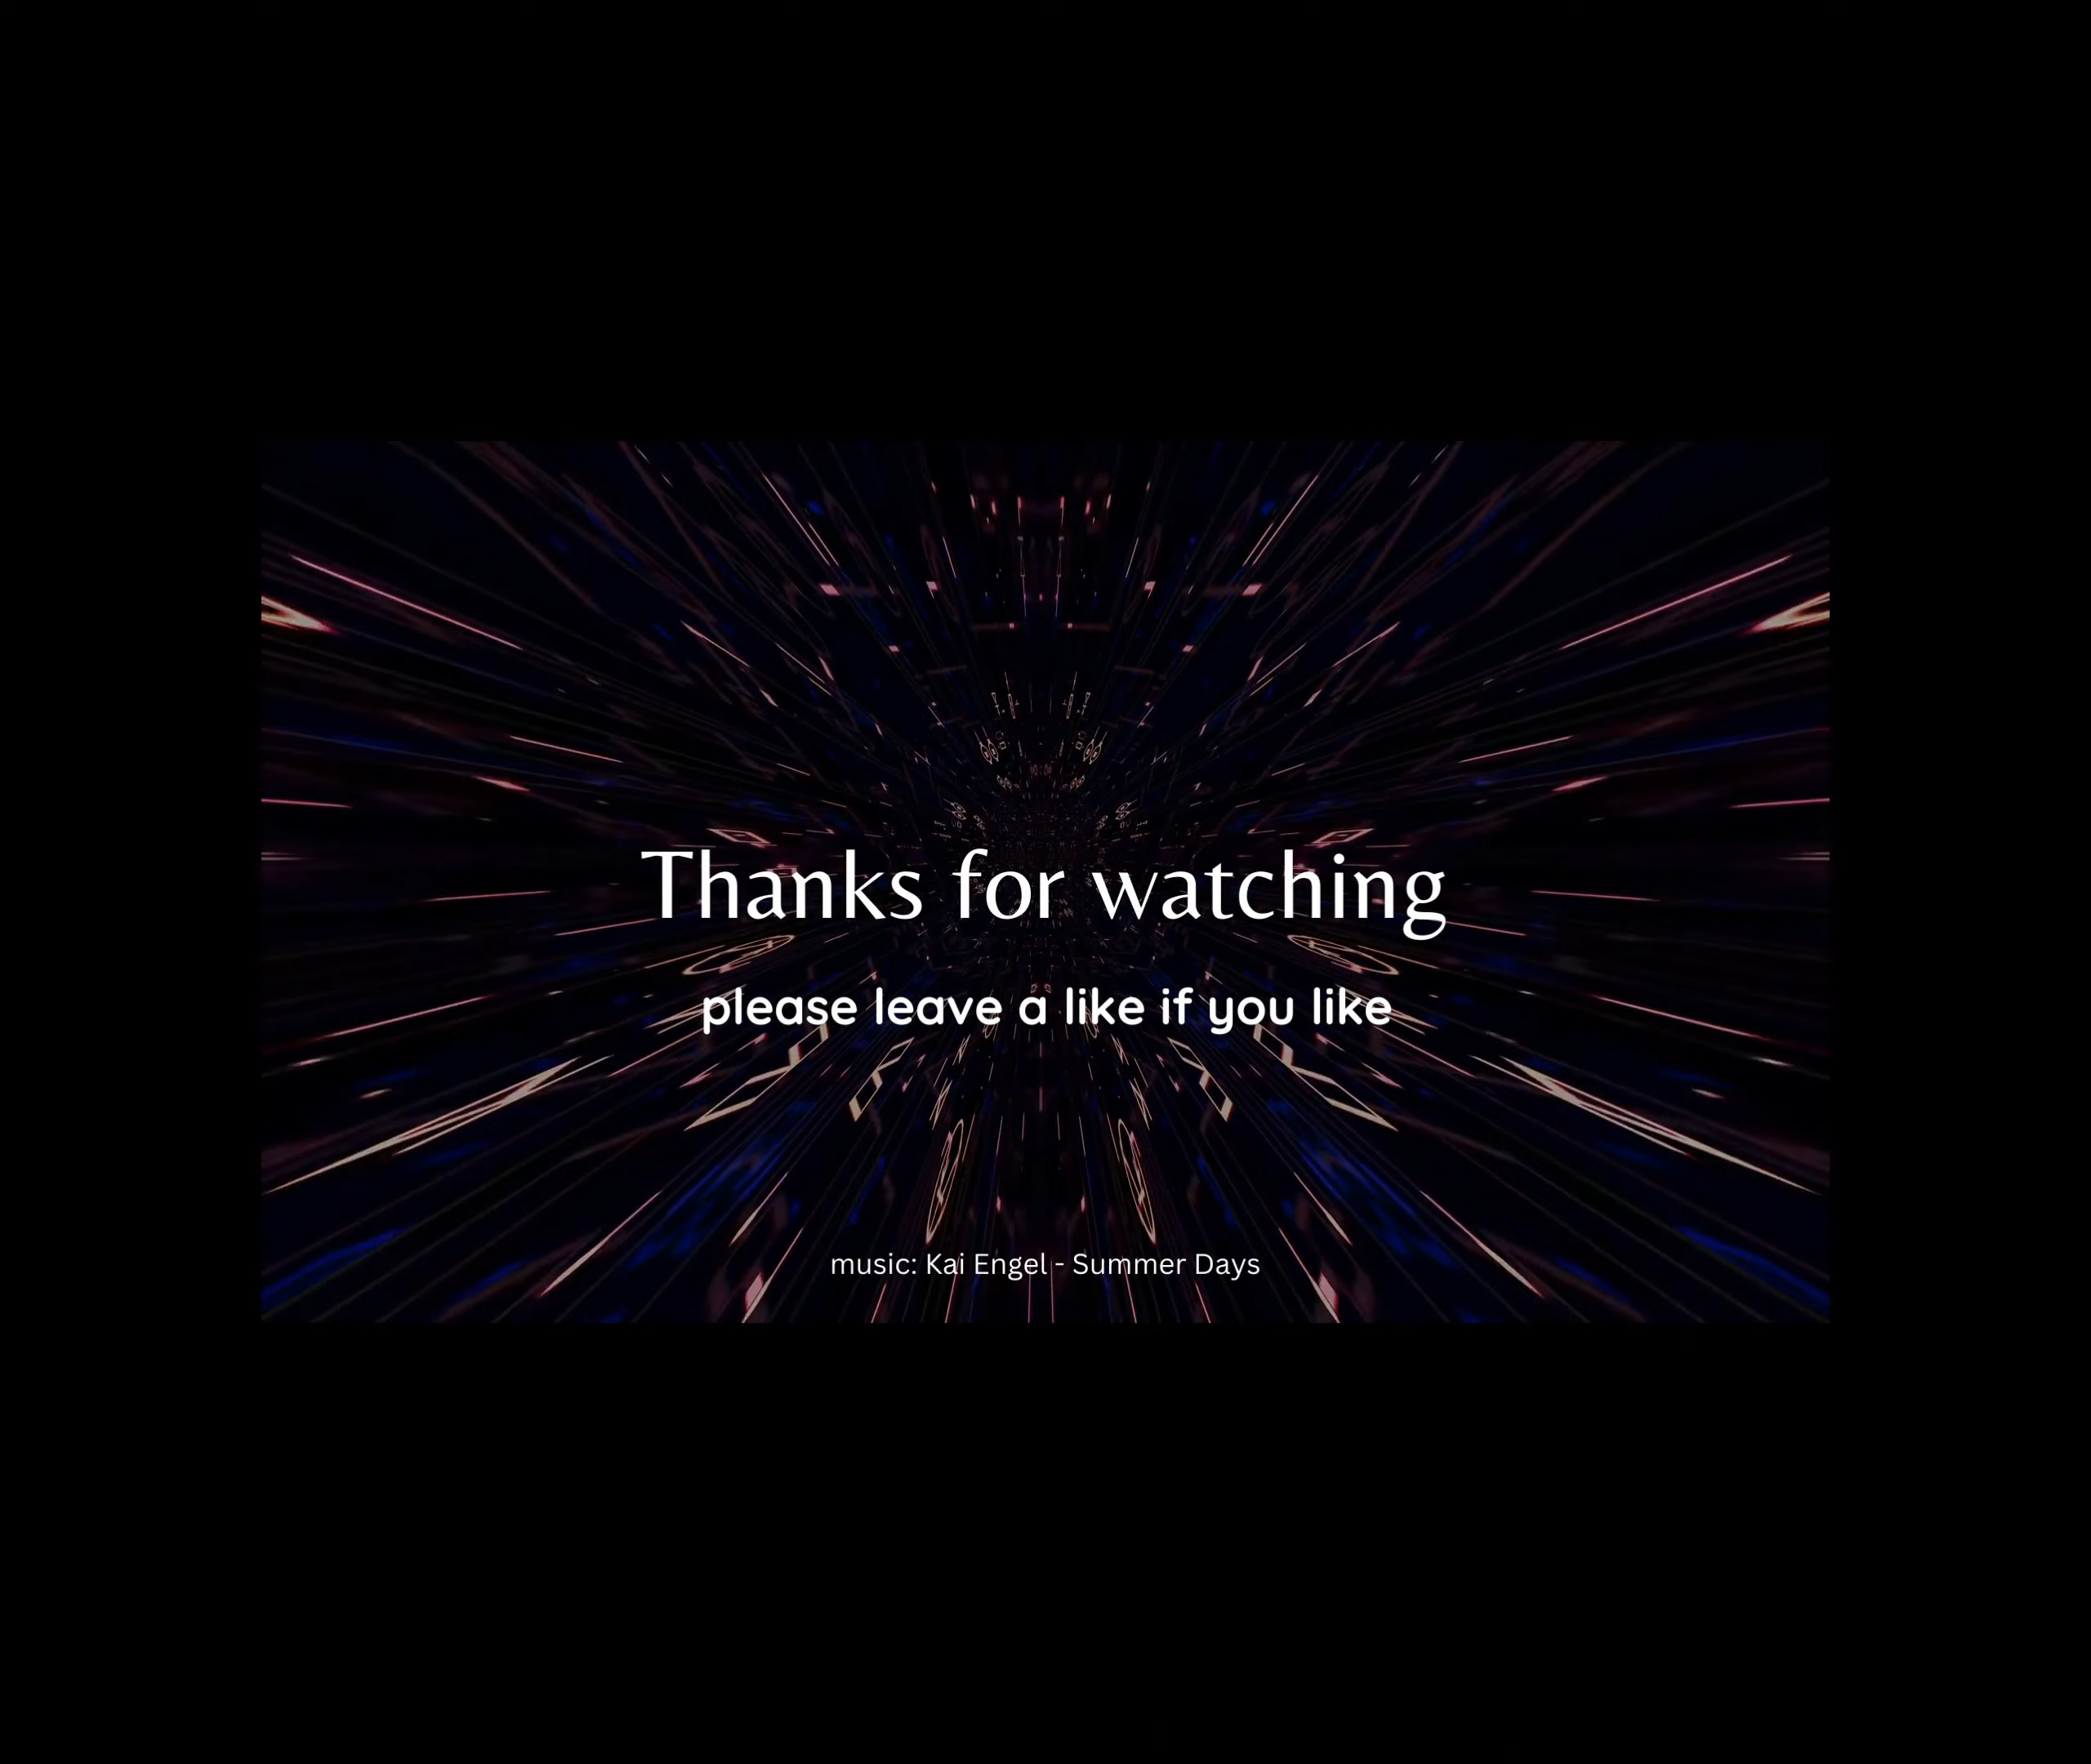 Thanks for watching
please leave a like if you like
music: Kai Engel - Summer Days